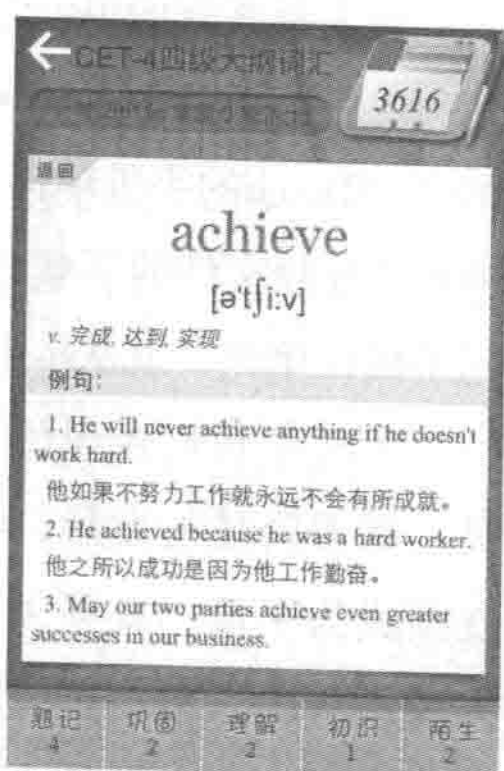 CET-4四级大纲词汇
3616
返回
achieve
[ə'tʃi:v]
v. 完成, 达到, 实现
例句:
1. He will never achieve anything if he doesn't
work hard.
他如果不努力工作就永远不会有所成就。
2. He achieved because he was a hard worker.
他之所以成功是因为他工作勤奋。
3. May our two parties achieve even greater
successes in our business.
熟记 巩固 理解 初识 陌生
4 2 2 1 2